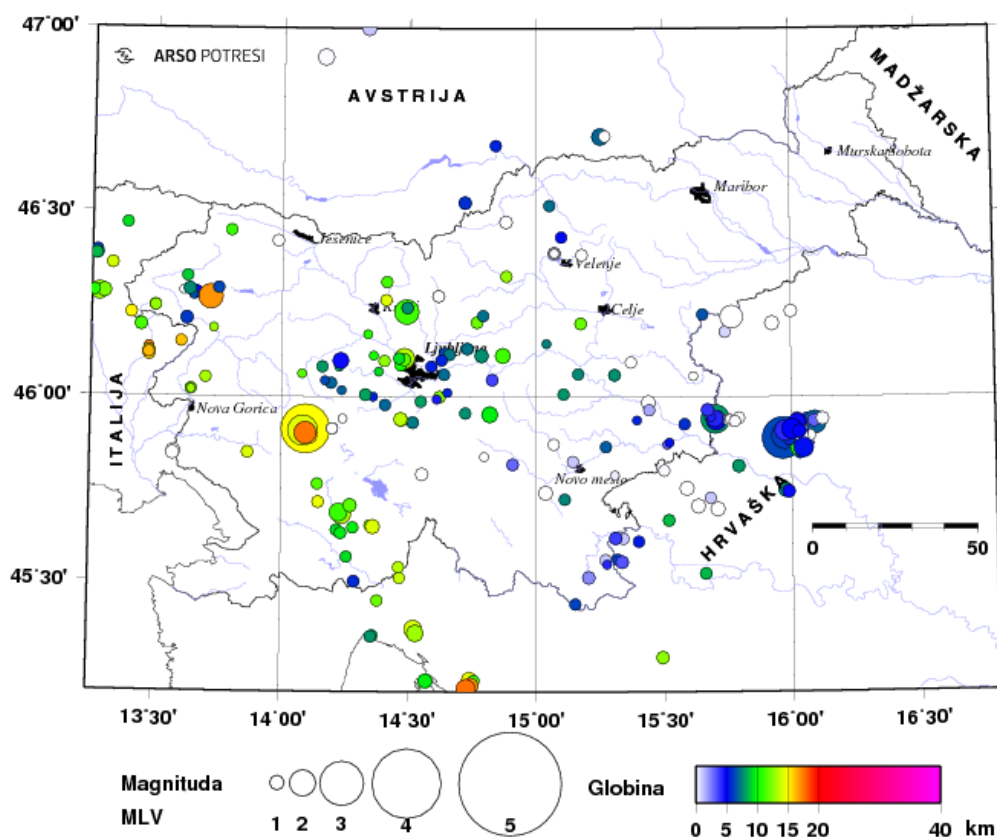 47°00'
ARSO POTRESI
AVSTRIJA
MADŽARSKA
Murska Sobota
46°30'
Maribor
Jesenice
Velenje
Celje
Ljubljana
46°00'
ITALIJA
Nova Gorica
Novo mesto
HRVAŠKA
0 50
45°30'
13°30' 14°00' 14°30' 15°00' 15°30' 16°00' 16°30'
Magnituda
MLV
1 2 3 4 5
Globina
0 5 10 15 20 40 km